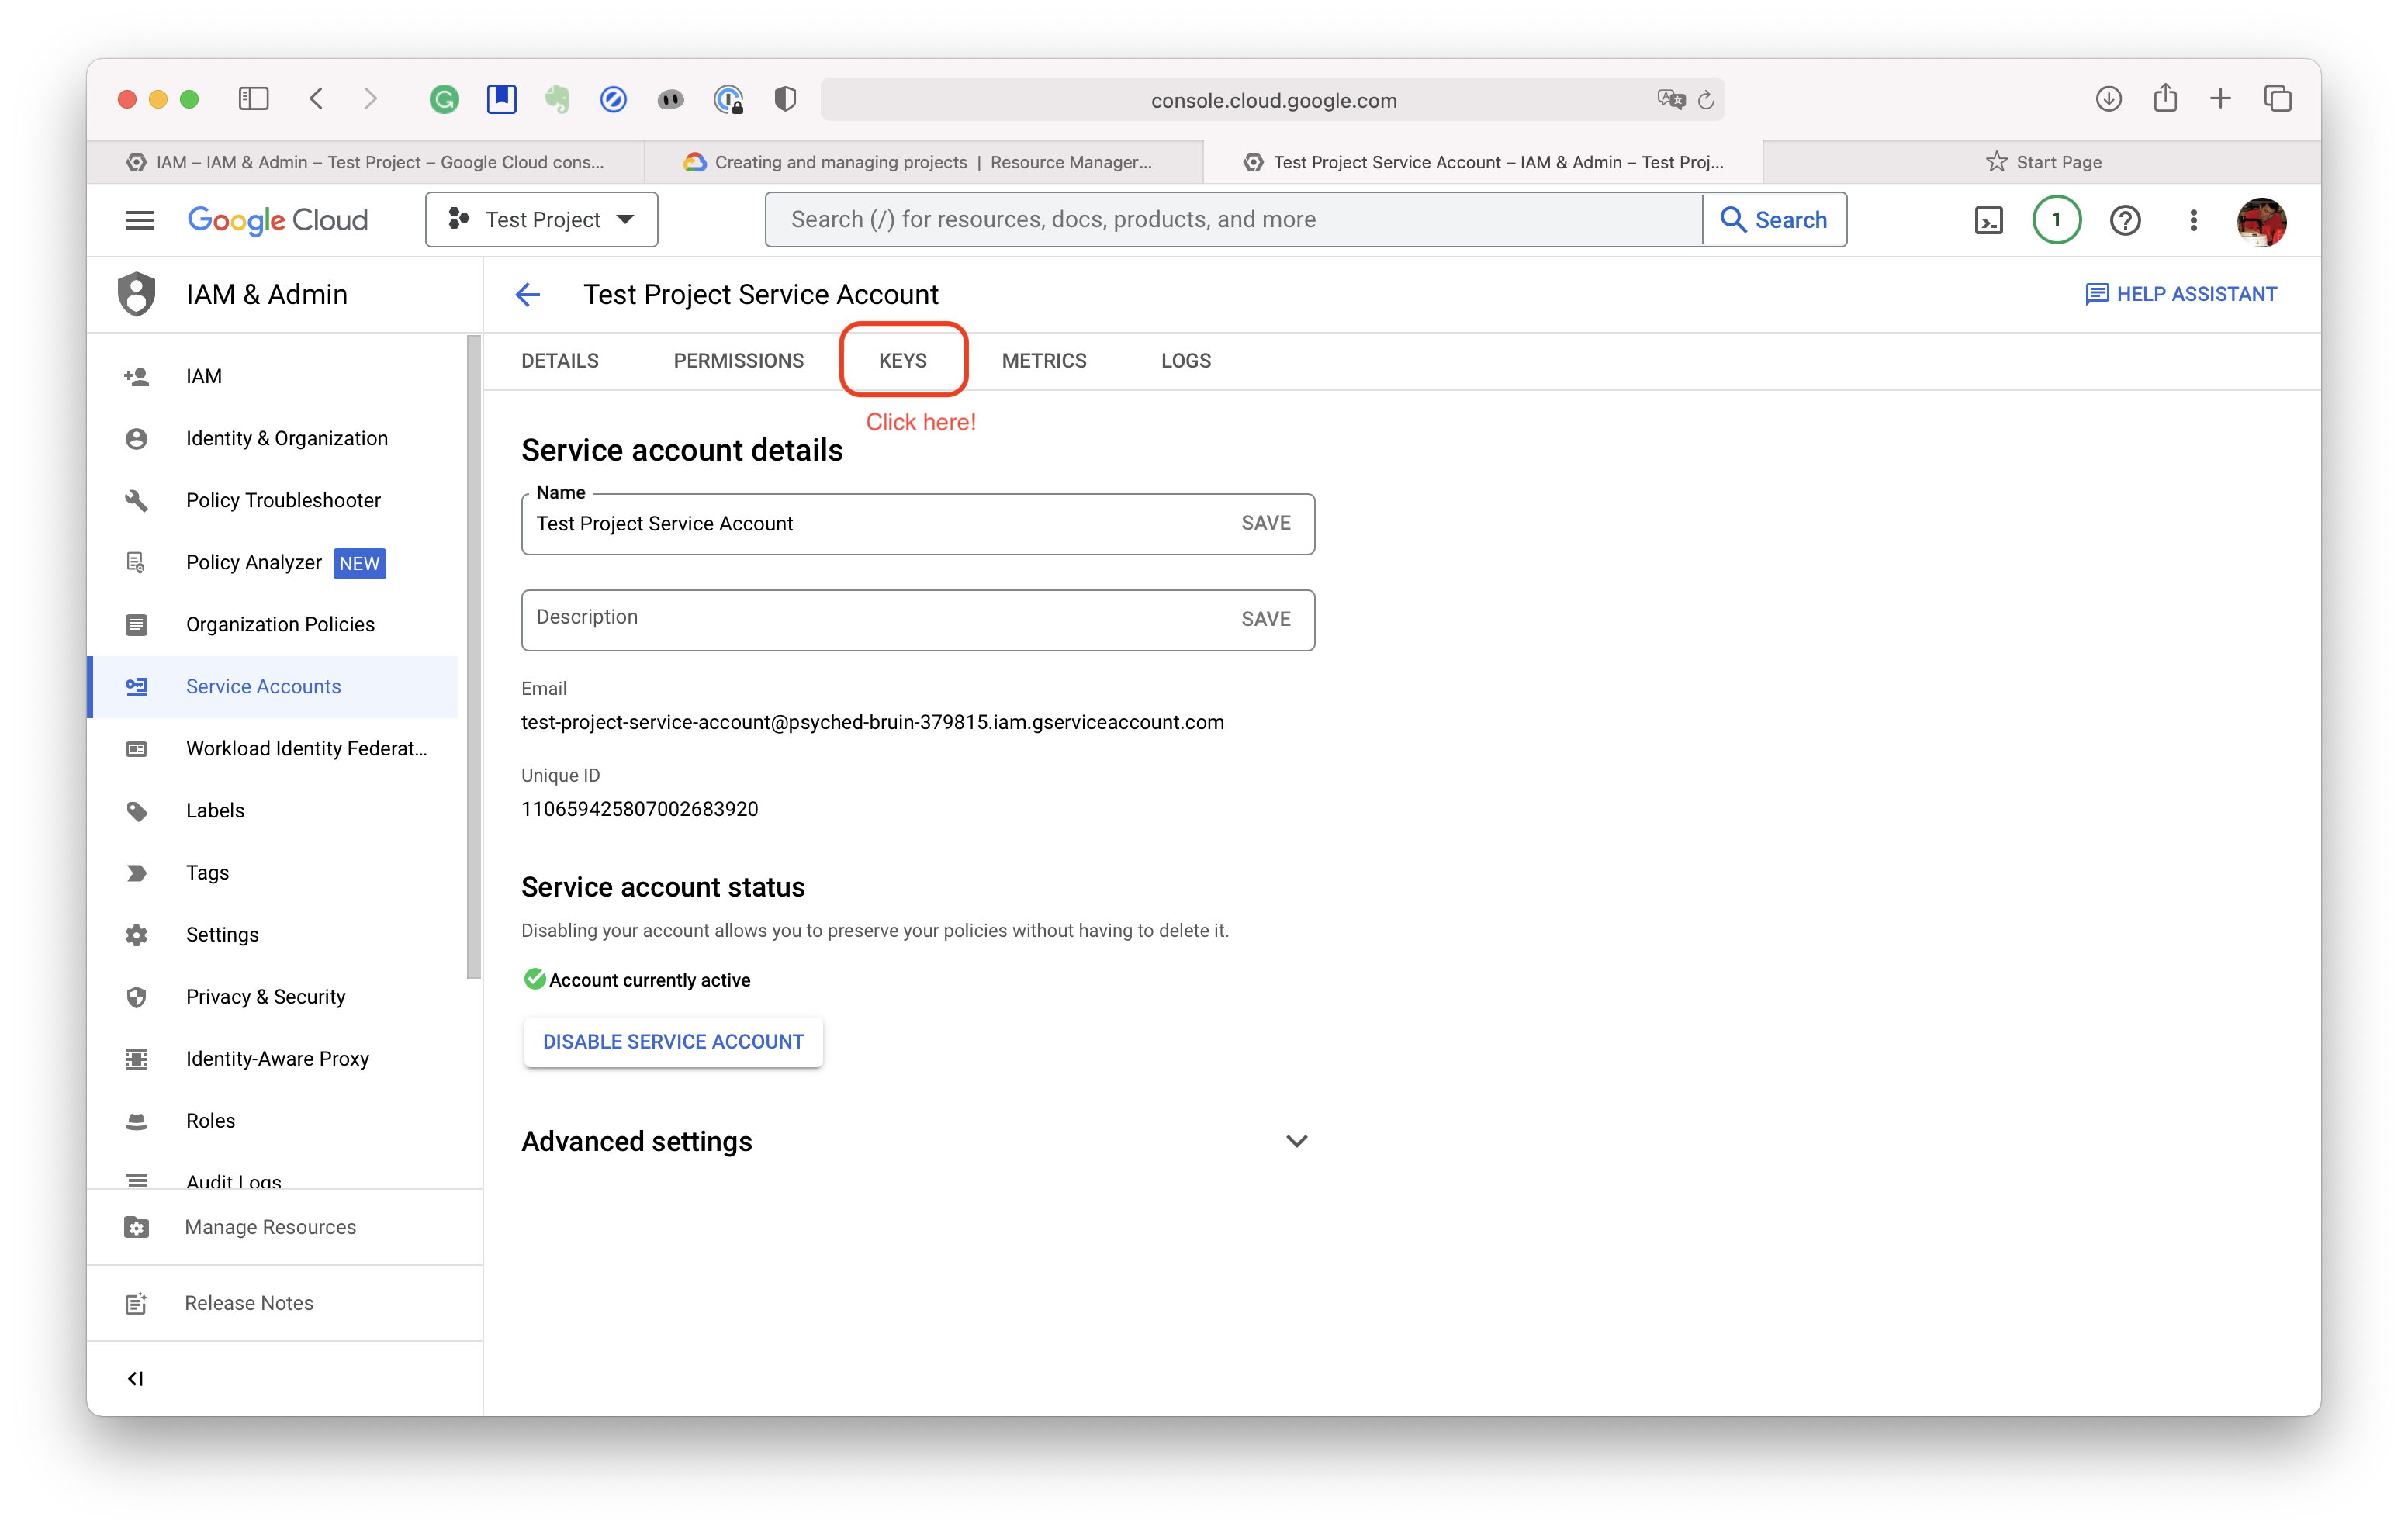 console.cloud.google.com
IAM – IAM & Admin – Test Project – Google Cloud cons...
Creating and managing projects | Resource Manager...
Test Project Service Account – IAM & Admin – Test Proj...
Start Page
Google Cloud
Test Project
Search (/) for resources, docs, products, and more
Search
1
IAM & Admin
Test Project Service Account
HELP ASSISTANT
DETAILS
PERMISSIONS
KEYS
METRICS
LOGS
Click here!
IAM
Identity & Organization
Policy Troubleshooter
Policy Analyzer NEW
Organization Policies
Service Accounts
Workload Identity Federat...
Labels
Tags
Settings
Privacy & Security
Identity-Aware Proxy
Roles
Audit Logs
Manage Resources
Release Notes
Service account details
Name
Test Project Service Account
SAVE
Description
SAVE
Email
test-project-service-account@psyched-bruin-379815.iam.gserviceaccount.com
Unique ID
110659425807002683920
Service account status
Disabling your account allows you to preserve your policies without having to delete it.
Account currently active
DISABLE SERVICE ACCOUNT
Advanced settings